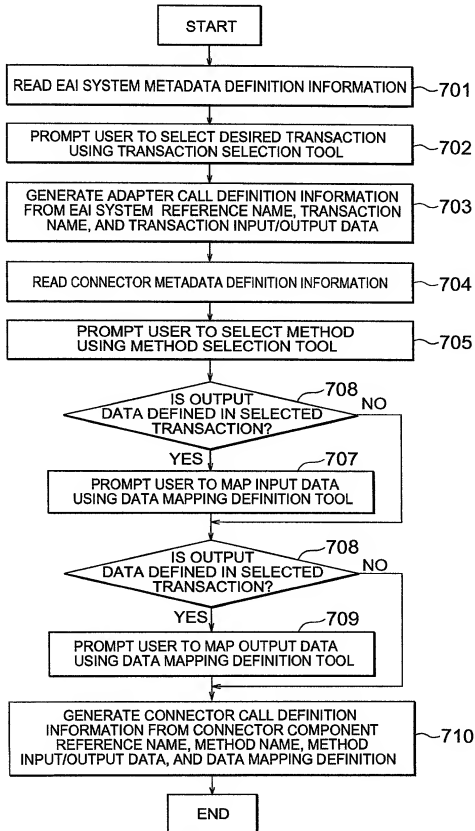 START
READ EAI SYSTEM METADATA DEFINITION INFORMATION
701
PROMPT USER TO SELECT DESIRED TRANSACTION
USING TRANSACTION SELECTION TOOL
702
GENERATE ADAPTER CALL DEFINITION INFORMATION
FROM EAI SYSTEM REFERENCE NAME, TRANSACTION
NAME, AND TRANSACTION INPUT/OUTPUT DATA
703
READ CONNECTOR METADATA DEFINITION INFORMATION
704
PROMPT USER TO SELECT METHOD
USING METHOD SELECTION TOOL
705
708
IS OUTPUT
DATA DEFINED IN SELECTED
TRANSACTION?
NO
YES
707
PROMPT USER TO MAP INPUT DATA
USING DATA MAPPING DEFINITION TOOL
708
IS OUTPUT
DATA DEFINED IN SELECTED
TRANSACTION?
NO
YES
709
PROMPT USER TO MAP OUTPUT DATA
USING DATA MAPPING DEFINITION TOOL
GENERATE CONNECTOR CALL DEFINITION
INFORMATION FROM CONNECTOR COMPONENT
REFERENCE NAME, METHOD NAME, METHOD
INPUT/OUTPUT DATA, AND DATA MAPPING DEFINITION
710
END